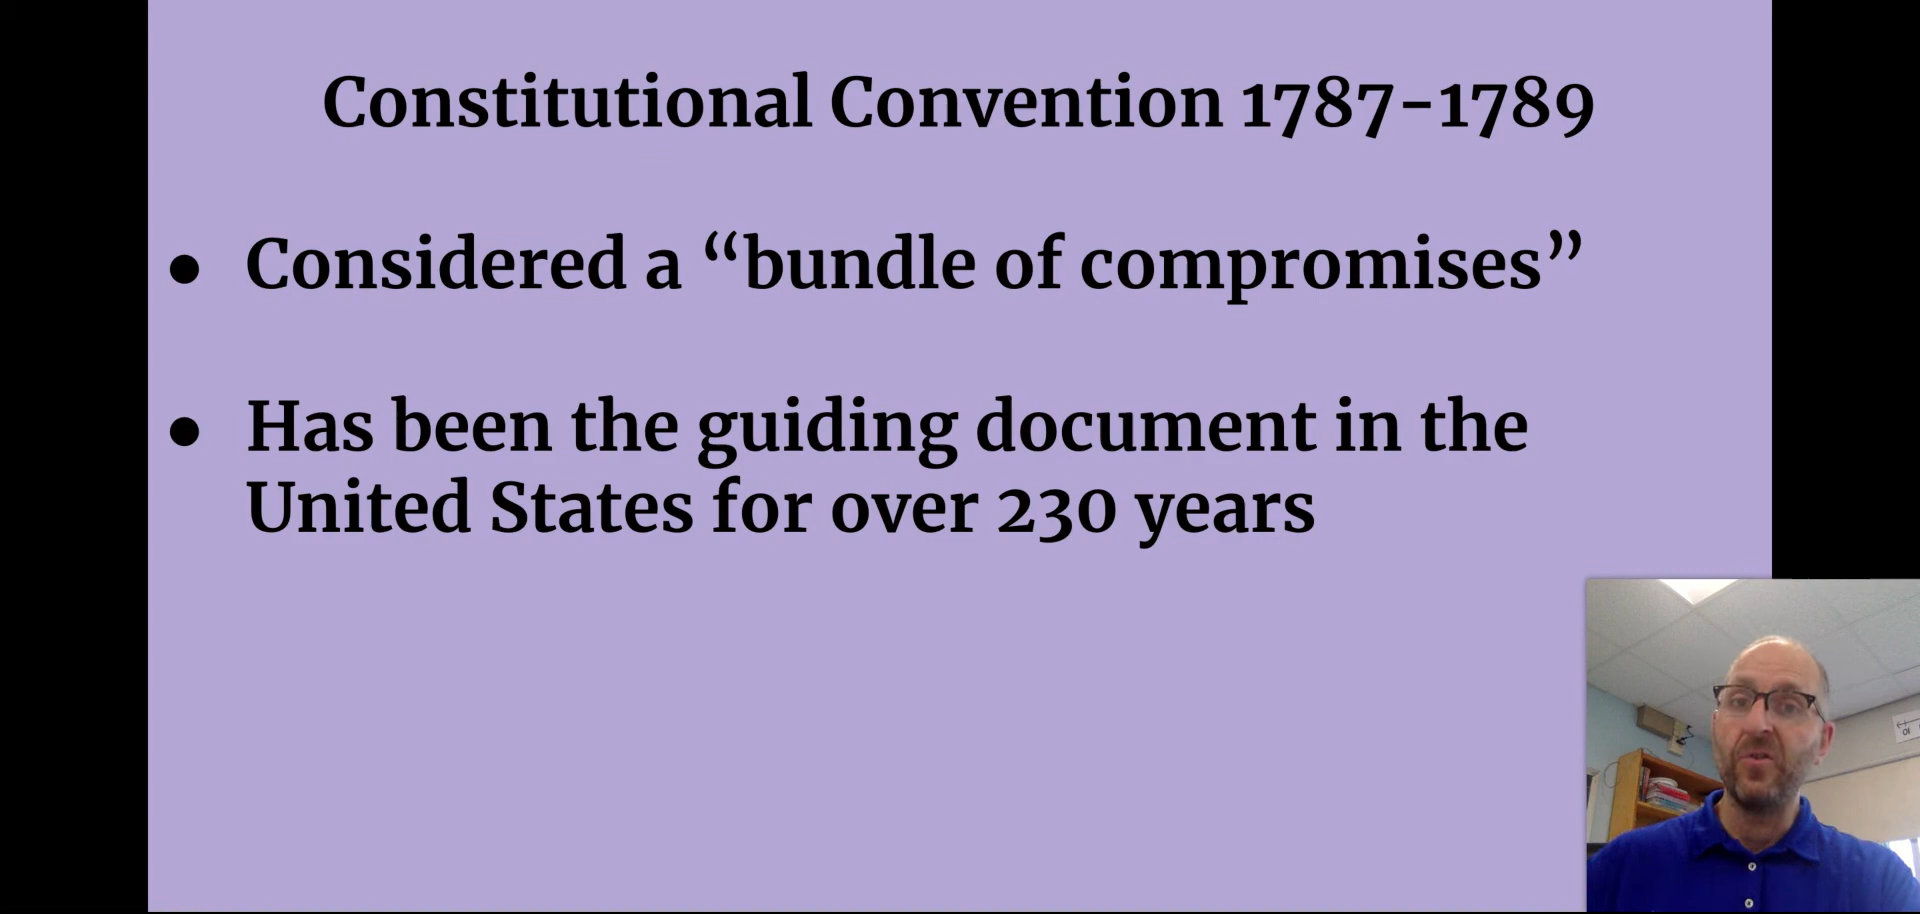 Constitutional Convention 1787-1789
● Considered a “bundle of compromises”
● Has been the guiding document in the
United States for over 230 years